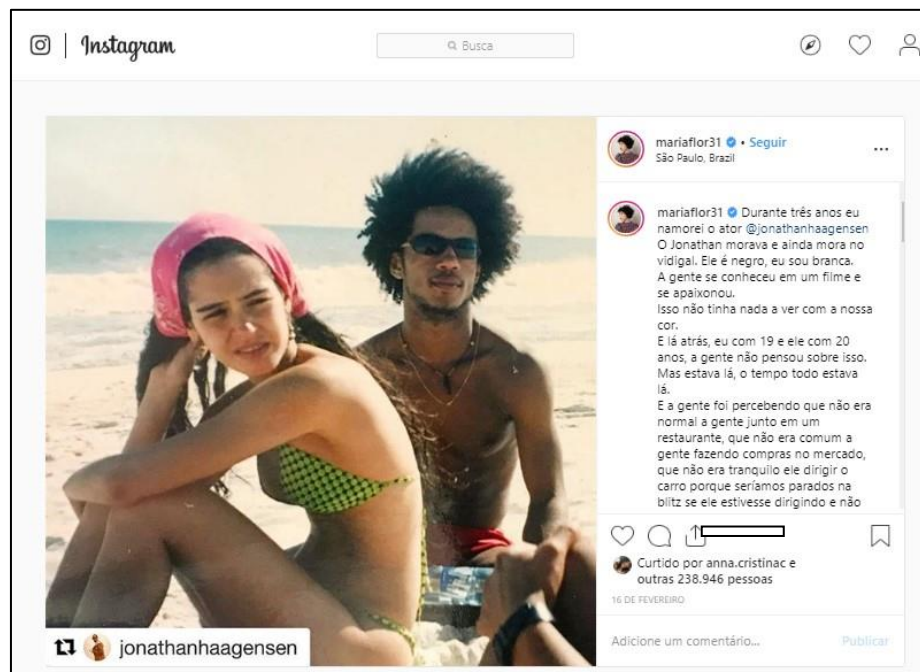 Instagram
Busca
mariaflor31 • Seguir
São Paulo, Brazil
mariaflor31 Durante três anos eu
namorei o ator @jonathanhaagensen
O Jonathan morava e ainda mora no
vidigal. Ele é negro, eu sou branca.
A gente se conheceu em um filme e
se apaixonou.
Isso não tinha nada a ver com a nossa
cor.
E lá atrás, eu com 19 e ele com 20
anos, a gente não pensou sobre isso.
Mas estava lá, o tempo todo estava
lá.
E a gente foi percebendo que não era
normal a gente junto em um
restaurante, que não era comum a
gente fazendo compras no mercado,
que não era tranquilo ele dirigir o
carro porque seríamos parados na
blitz se ele estivesse dirigindo e não
Curtido por anna.cristinac e
outras 238.946 pessoas
16 DE FEVEREIRO
Adicione um comentário... Publicar
jonathanhaagensen